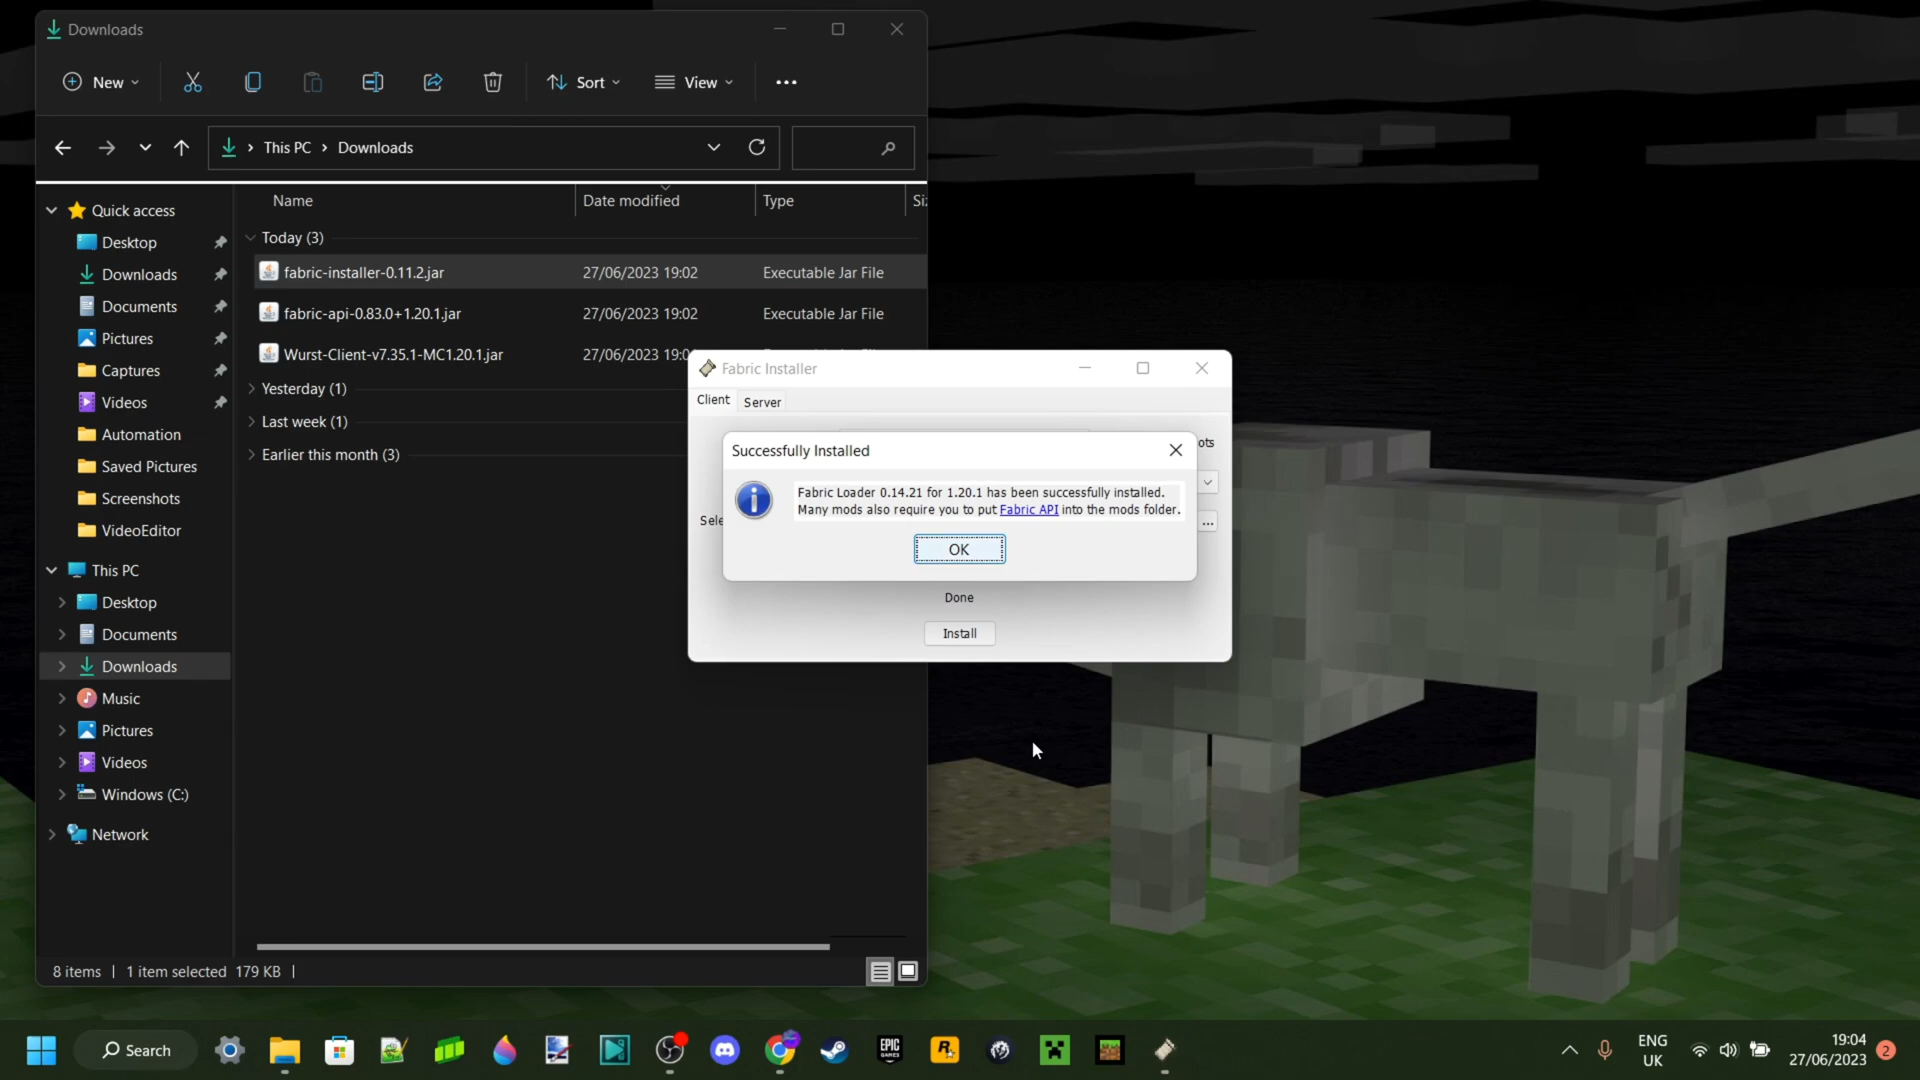 Downloads
New
Sort
View
This PC
Downloads
Name
Date modified
Type
Quick access
Today (3)
Desktop
fabric-installer-0.11.2.jar
27/06/2023 19:02
Executable Jar File
Downloads
Documents
fabric-api-0.83.0+1.20.1.jar
27/06/2023 19:02
Executable Jar File
Pictures
Wurst-Client-v7.35.1-MC1.20.1.jar
Captures
Yesterday (1)
Videos
Last week (1)
Automation
Earlier this month (3)
Saved Pictures
Screenshots
VideoEditor
This PC
Desktop
Documents
Downloads
Music
Pictures
Videos
Windows (C:)
Network
8 items
1 item selected 179 KB
Fabric Installer
Client
Server
Successfully Installed
Fabric Loader 0.14.21 for 1.20.1 has been successfully installed.
Many mods also require you to put Fabric API into the mods folder.
OK
Done
Install
Search
EPIC
GAMES
ENG
UK
19:04
27/06/2023
2